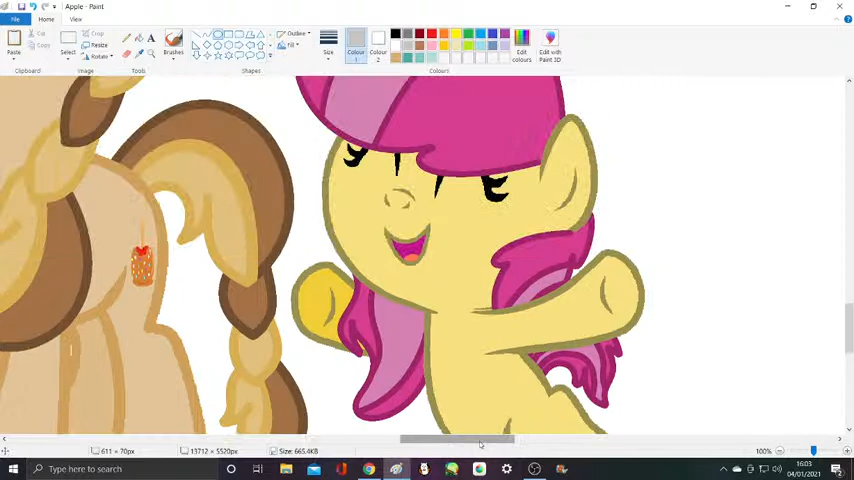 Apple - Paint
File Home View
Paste
Cut
Copy
Clipboard
Select
Crop
Resize
Rotate
Image
Tools
Brushes
Outline
Fill
Shapes
Size
Colour
1
Colour
2
Edit
colours
Edit with
Paint 3D
Colours
611 × 70px
13712 × 5520px
Size: 665.4KB
100%
Type here to search
16:03
04/01/2021